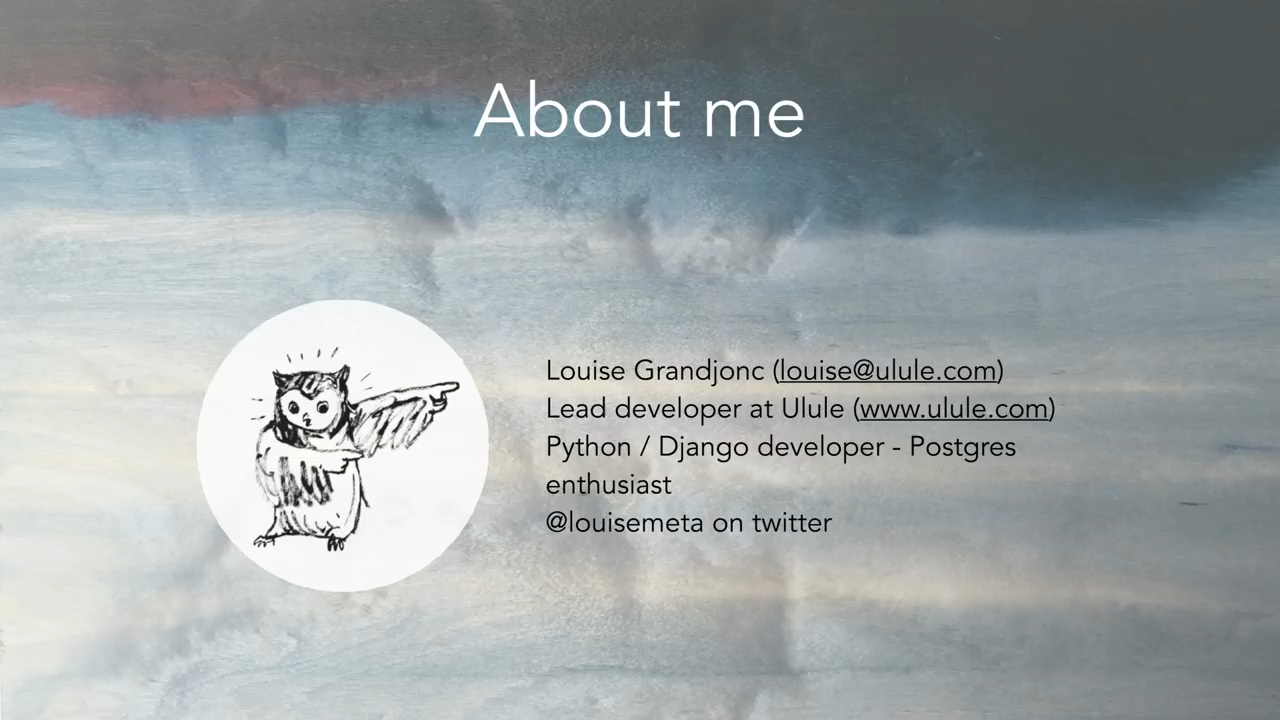 About me
Louise Grandjonc (louise@ulule.com)
Lead developer at Ulule (www.ulule.com)
Python / Django developer - Postgres
enthusiast
@louisemeta on twitter